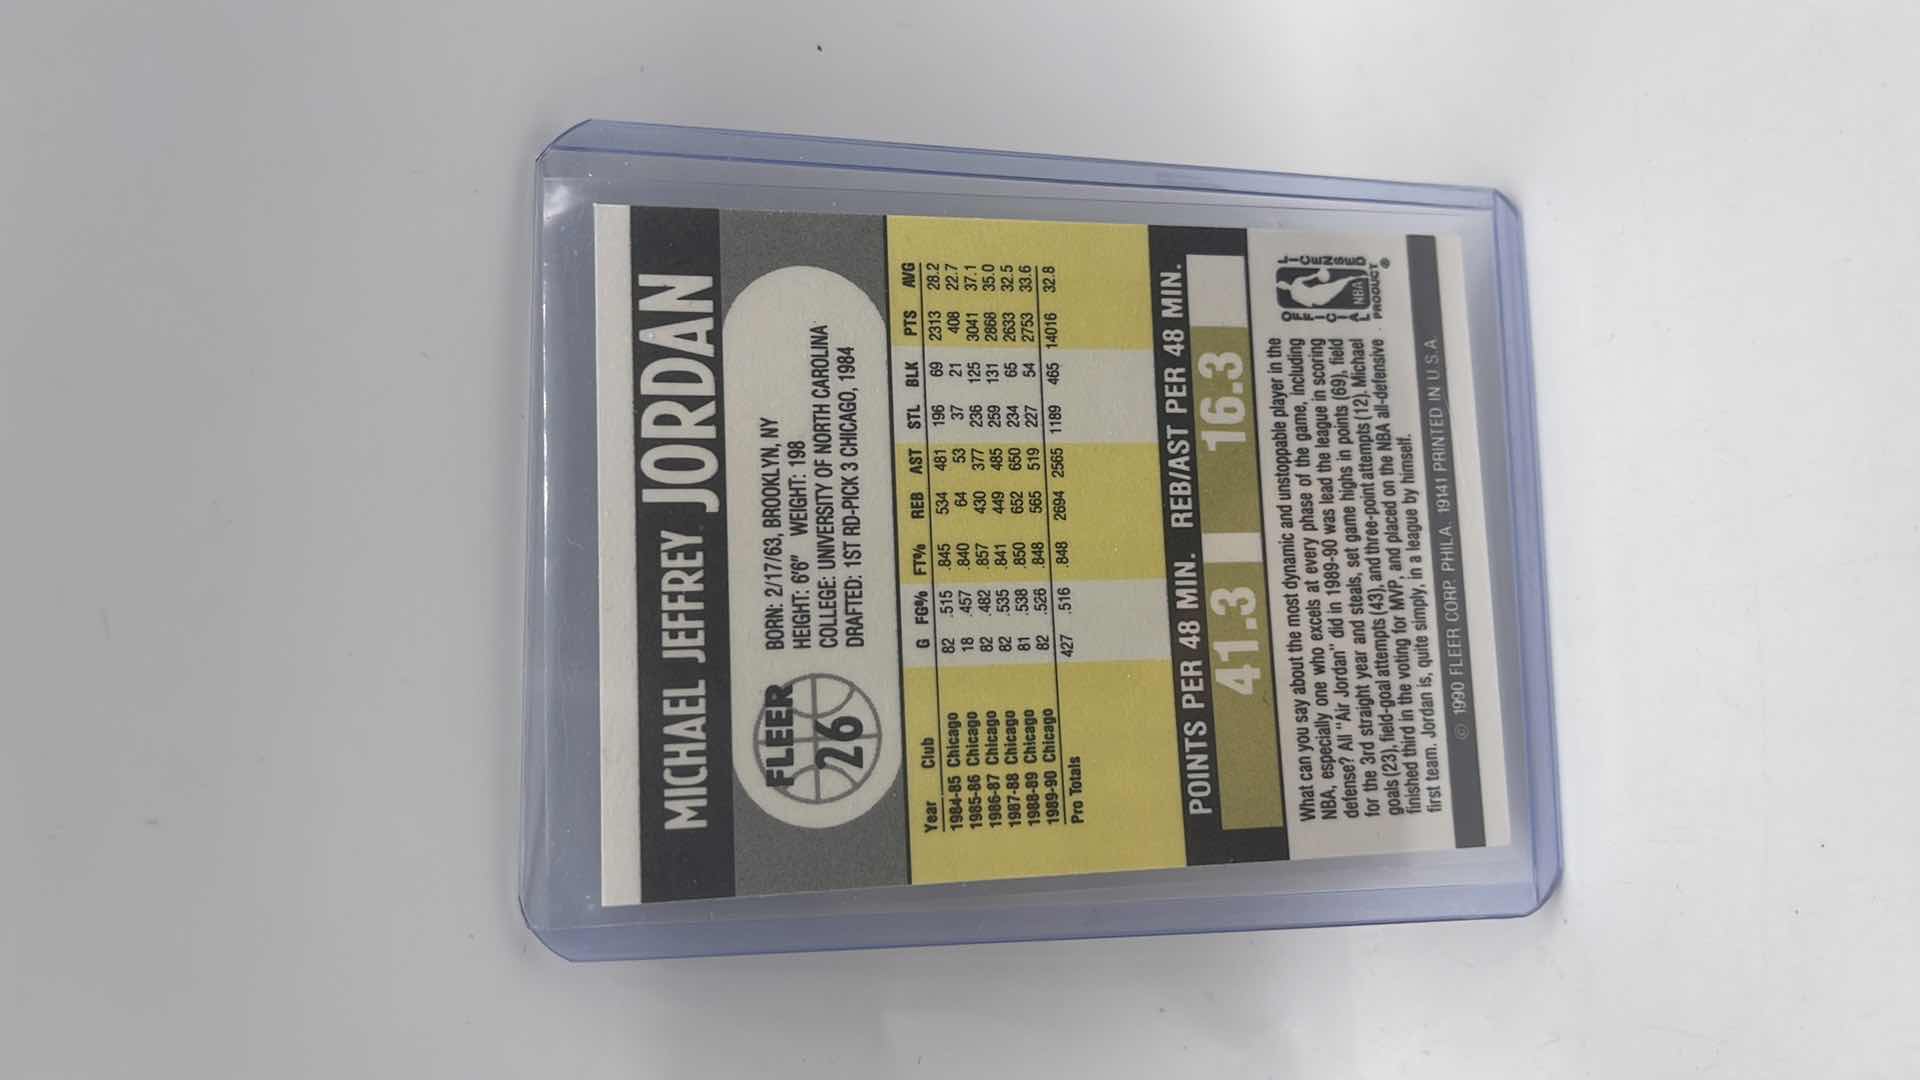 MICHAEL JEFFREY JORDAN
FLEER
26
BORN: 2/17/63, BROOKLYN, NY
HEIGHT: 6'6" WEIGHT: 198
COLLEGE: UNIVERSITY OF NORTH CAROLINA
DRAFTED: 1ST RD-PICK 3 CHICAGO, 1984
Year Club G FG% FT% REB AST STL BLK PTS AVG
1984-85 Chicago 82 .515 .845 534 481 196 69 2313 28.2
1985-86 Chicago 18 .457 .840 64 53 37 21 408 22.7
1986-87 Chicago 82 .482 .857 430 377 236 125 3041 37.1
1987-88 Chicago 82 .535 .841 449 485 259 131 2868 35.0
1988-89 Chicago 81 .538 .850 652 650 234 65 2633 32.5
1989-90 Chicago 82 .526 .848 565 519 227 54 2753 33.6
Pro Totals 427 .516 .848 2694 2565 1189 465 14016 32.8
POINTS PER 48 MIN. REB/AST PER 48 MIN.
41.3 16.3
What can you say about the most dynamic and unstoppable player in the
NBA, especially one who excels at every phase of the game, including
defense? All "Air Jordan" did in 1989-90 was lead the league in scoring
for the 3rd straight year and steals, set game highs in points (69), field
goals (23), field-goal attempts (43), and three-point attempts (12). Michael
finished third in the voting for MVP, and placed on the NBA all-defensive
first team. Jordan is, quite simply, in a league by himself.
OFFICIAL LICENSED
NBA
PRODUCT ®
© 1990 FLEER CORP. PHILA. 19141 PRINTED IN U.S.A.